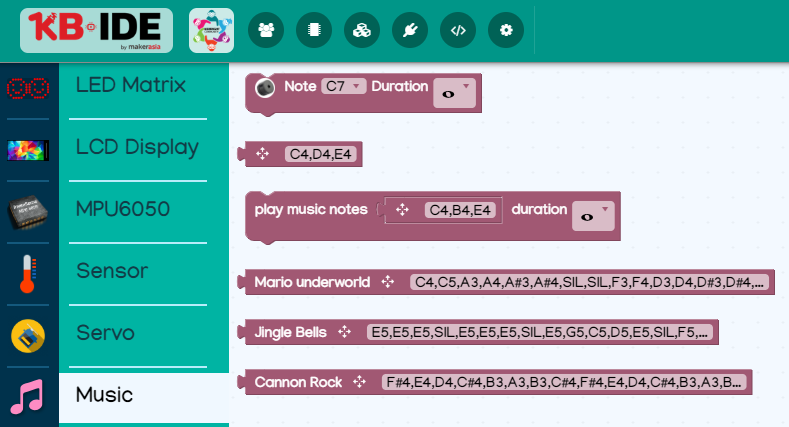 KB·IDE
by makerasia
LED Matrix
LCD Display
MPU6050
Sensor
Servo
Music
Note C7 Duration
C4,D4,E4
play music notes C4,B4,E4 duration
Mario underworld C4,C5,A3,A4,A#3,A#4,SIL,SIL,F3,F4,D3,D4,D#3,D#4,...
Jingle Bells E5,E5,E5,SIL,E5,E5,E5,SIL,E5,G5,C5,D5,E5,SIL,F5,...
Cannon Rock F#4,E4,D4,C#4,B3,A3,B3,C#4,F#4,E4,D4,C#4,B3,A3,B...